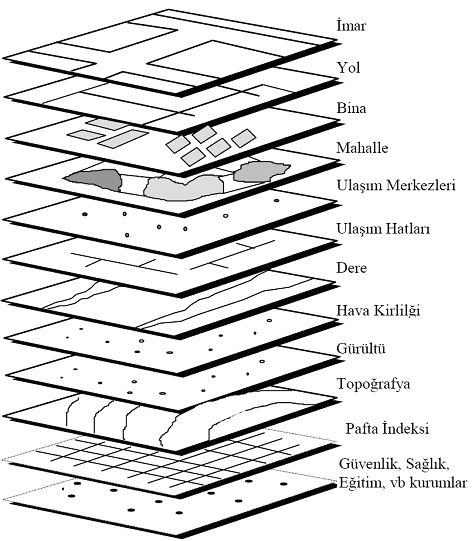 İmar
Yol
Bina
Mahalle
Ulaşım Merkezleri
Ulaşım Hatları
Dere
Hava Kirlilği
Gürültü
Topoğrafya
Pafta İndeksi
Güvenlik, Sağlık,
Eğitim, vb kurumlar